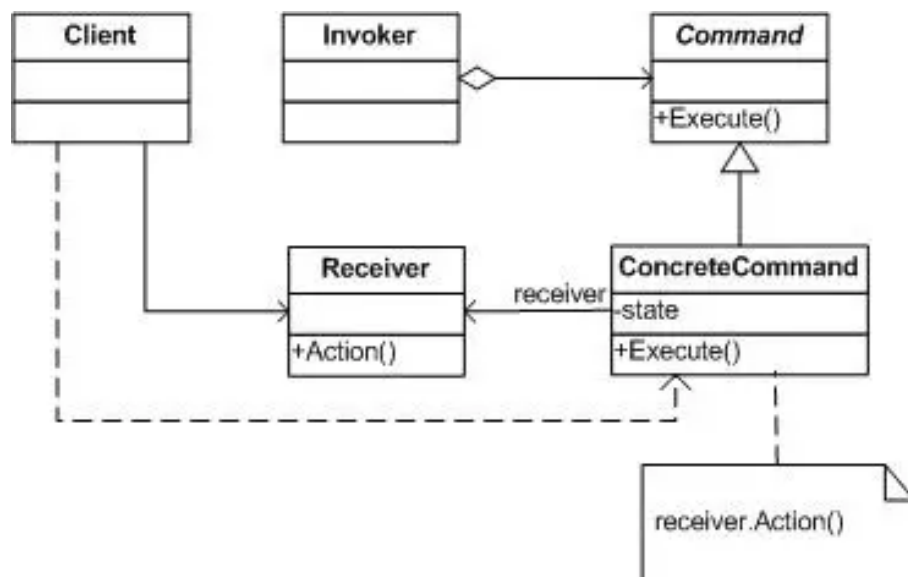 Client
Invoker
Command
+Execute()
Receiver
+Action()
receiver
ConcreteCommand
-state
+Execute()
receiver.Action()